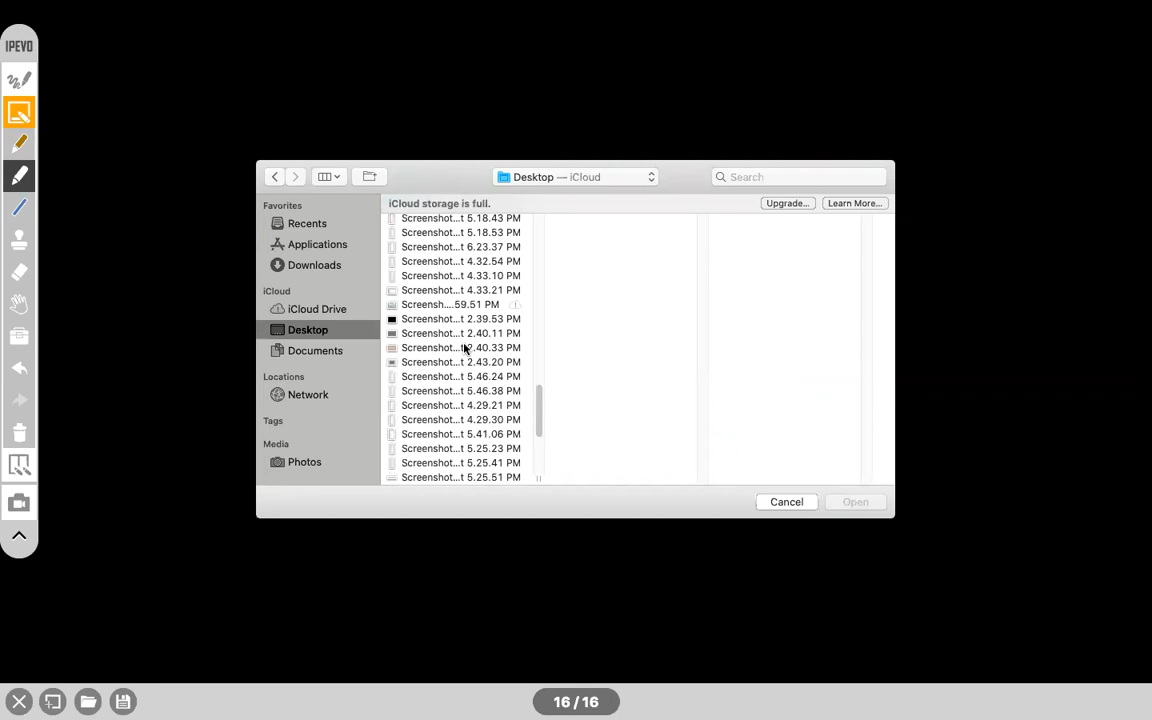 IPEVO
Desktop — iCloud
Search
Favorites
Recents
Applications
Downloads
iCloud
iCloud Drive
Desktop
Documents
Locations
Network
Tags
Media
Photos
iCloud storage is full.
Upgrade...
Learn More...
Screenshot...t 5.18.43 PM
Screenshot...t 5.18.53 PM
Screenshot...t 6.23.37 PM
Screenshot...t 4.32.54 PM
Screenshot...t 4.33.10 PM
Screenshot...t 4.33.21 PM
Screensh....59.51 PM
Screenshot...t 2.39.53 PM
Screenshot...t 2.40.11 PM
Screenshot...t 2.40.33 PM
Screenshot...t 2.43.20 PM
Screenshot...t 5.46.24 PM
Screenshot...t 5.46.38 PM
Screenshot...t 4.29.21 PM
Screenshot...t 4.29.30 PM
Screenshot...t 5.41.06 PM
Screenshot...t 5.25.23 PM
Screenshot...t 5.25.41 PM
Screenshot...t 5.25.51 PM
Cancel
Open
16 / 16